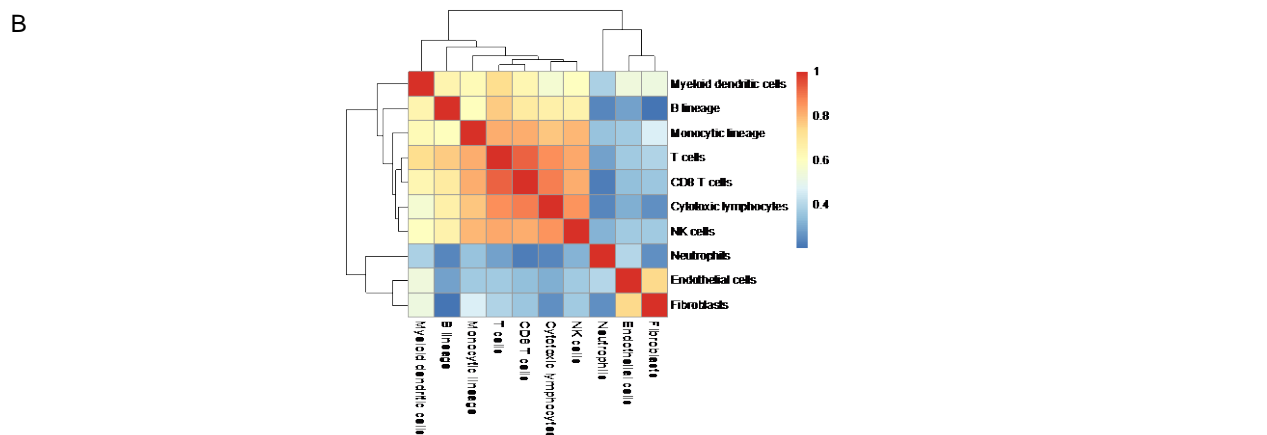 B
1
Myeloid dendritic cells
B lineage
0.8
Monocytic lineage
T cells
0.6
CD8 T cells
0.4
Cytotoxic lymphocytes
NK cells
Neutrophils
Endothelial cells
Fibroblasts
Myeloid dendritic cells
B lineage
Monocytic lineage
T cells
CD8 T cells
Cytotoxic lymphocytes
NK cells
Neutrophils
Endothelial cells
Fibroblasts